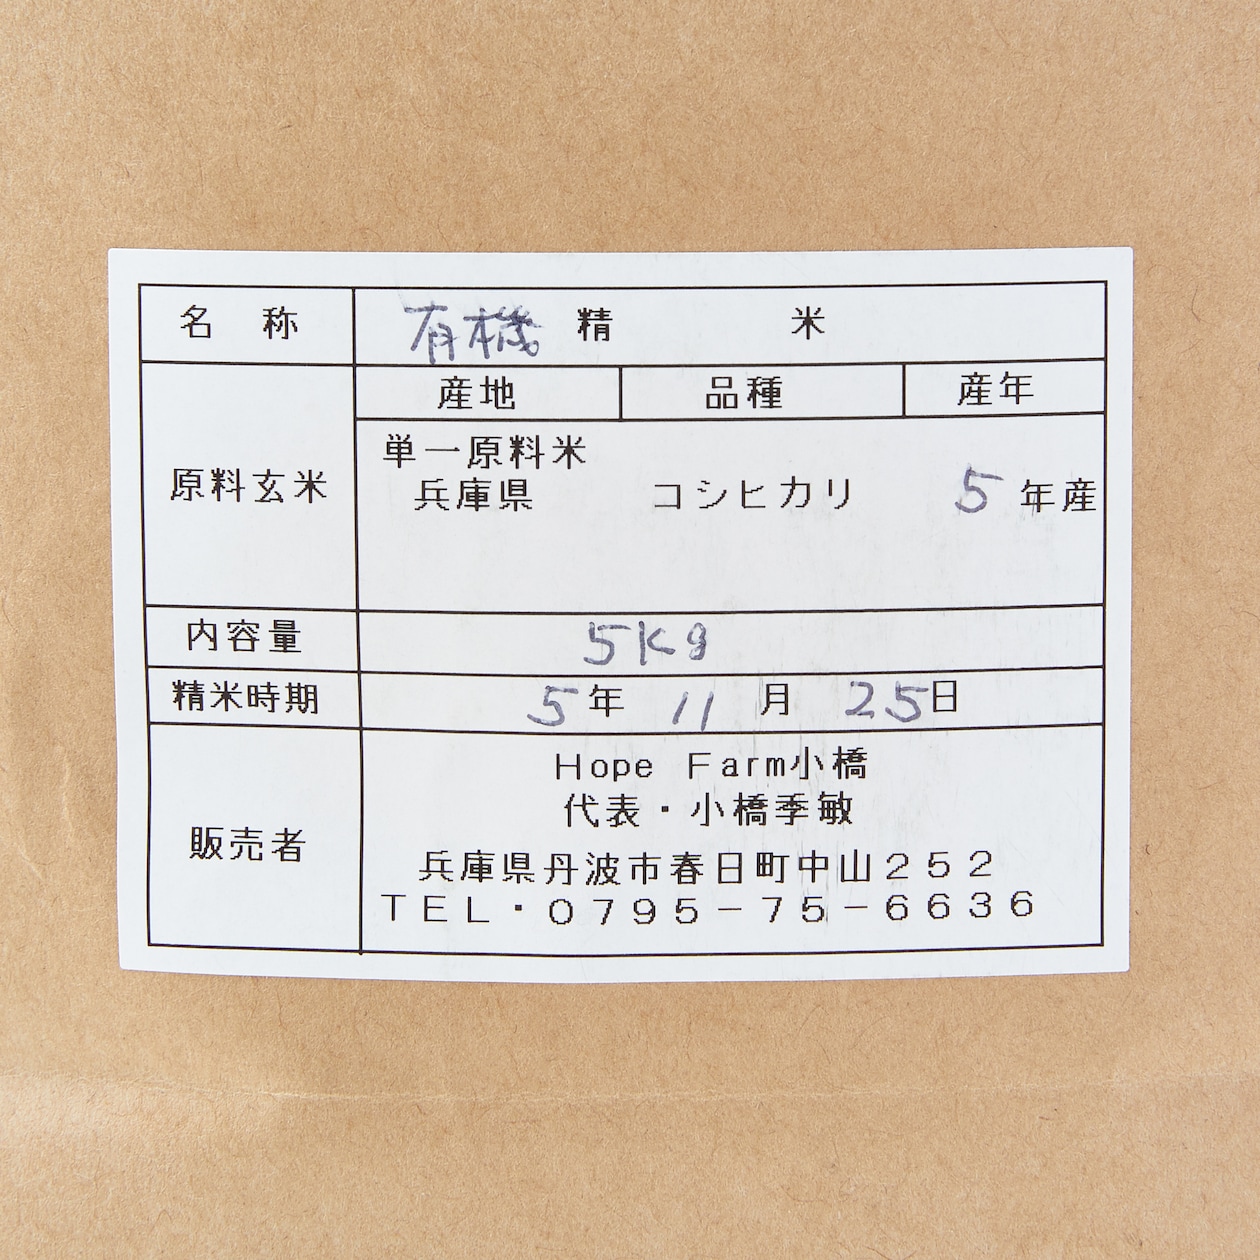 名 称 有機 精 米
産地 品種 産年
原料玄米 単一原料米
兵庫県 コシヒカリ 5 年産
内容量 5Kg
精米時期 5年 11月 25日
販売者
Hope Farm小橋
代表・小橋季敏
兵庫県丹波市春日町中山252
TEL・0795-75-6636